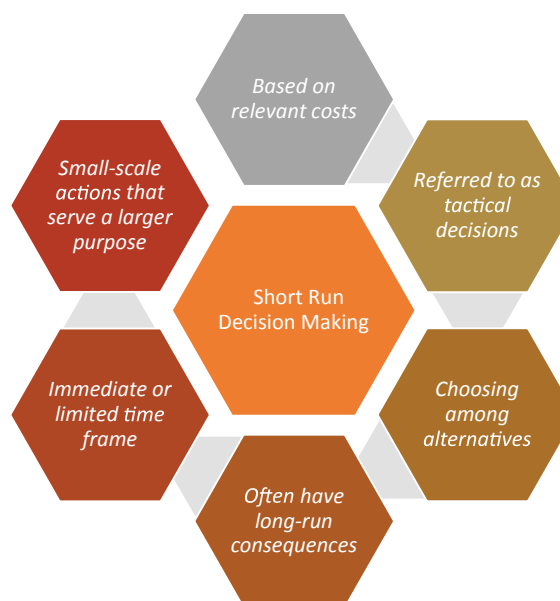 Based on
relevant costs
Referred to as
tactical
decisions
Choosing
among
alternatives
Often have
long-run
consequences
Immediate or
limited time
frame
Small-scale
actions that
serve a larger
purpose
Short Run
Decision Making